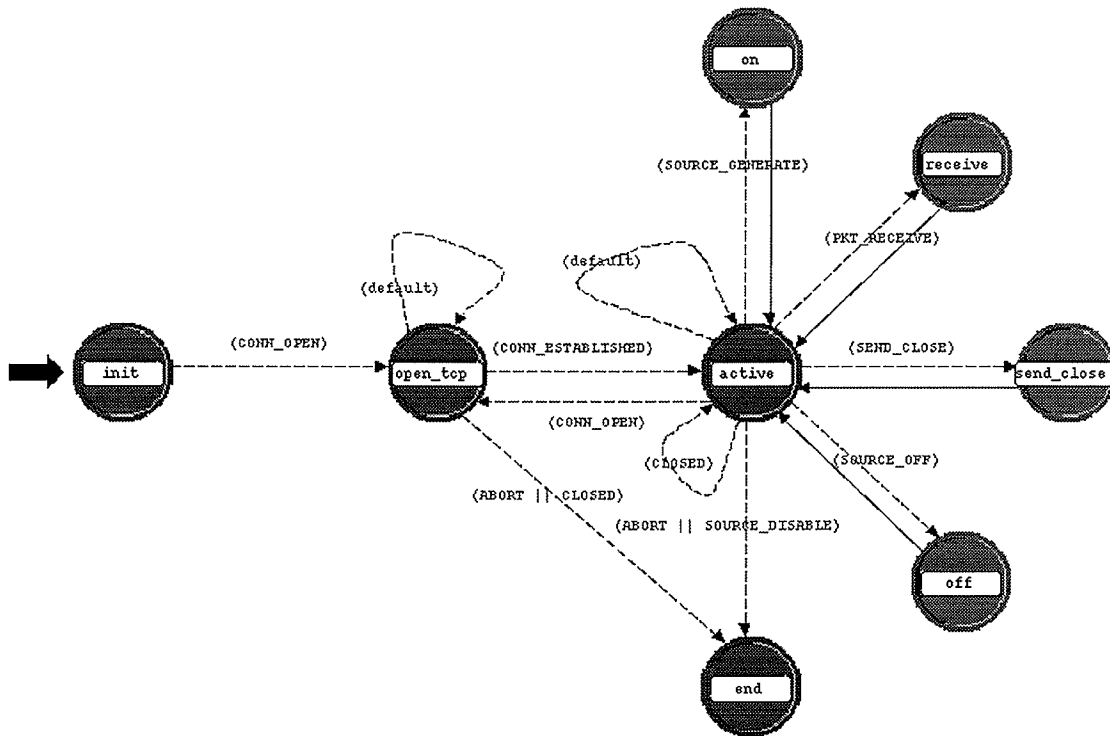 on
(SOURCE_GENERATE)
receive
(PKT_RECEIVE)
(default)
(default)
(CONN_OPEN)
(CONN_ESTABLISHED)
(SEND_CLOSE)
init
open_tcp
active
send_close
(CONN_OPEN)
(CLOSED)
(SOURCE_OFF)
(ABORT || CLOSED)
(ABORT || SOURCE_DISABLE)
off
end